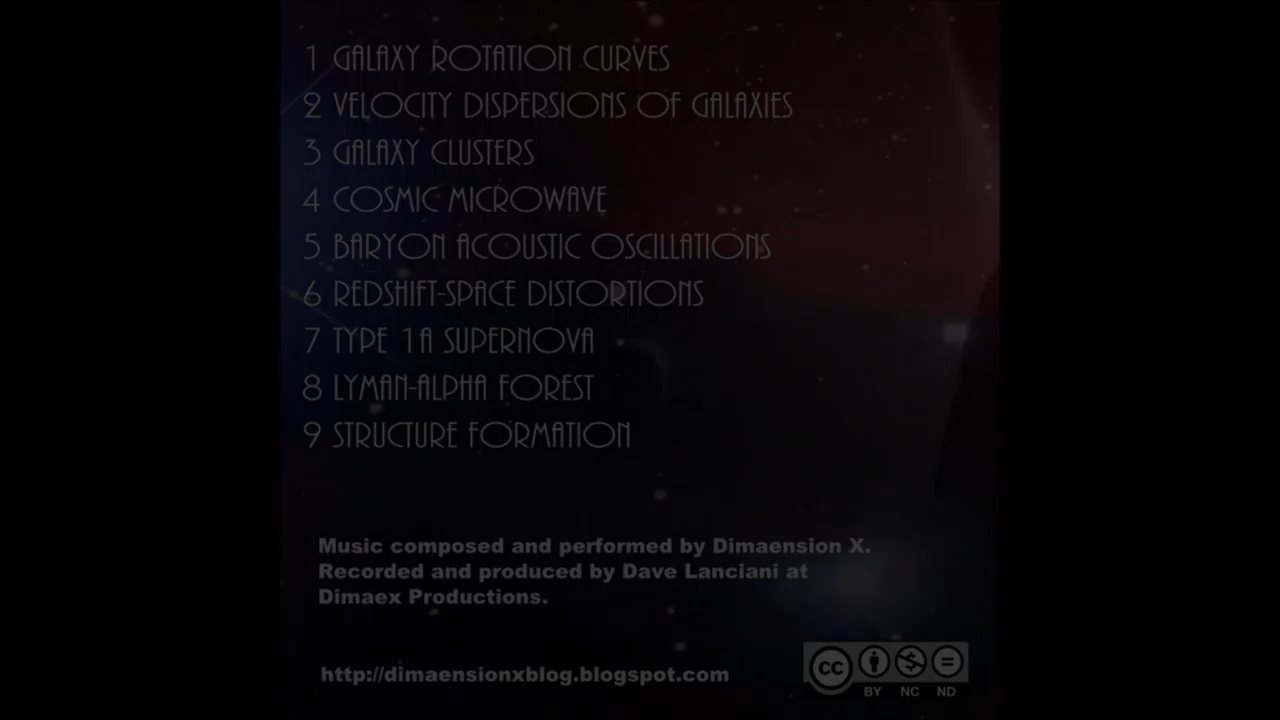 1 GALAXY ROTATION CURVES
2 VELOCITY DISPERSIONS OF GALAXIES
3 GALAXY CLUSTERS
4 COSMIC MICROWAVE
5 BARYON ACOUSTIC OSCILLATIONS
6 REDSHIFT-SPACE DISTORTIONS
7 TYPE 1A SUPERNOVA
8 LYMAN-ALPHA FOREST
9 STRUCTURE FORMATION
Music composed and performed by Dimaension X.
Recorded and produced by Dave Lanciani at
Dimaex Productions.
http://dimaensionxblog.blogspot.com
cc
BY NC ND